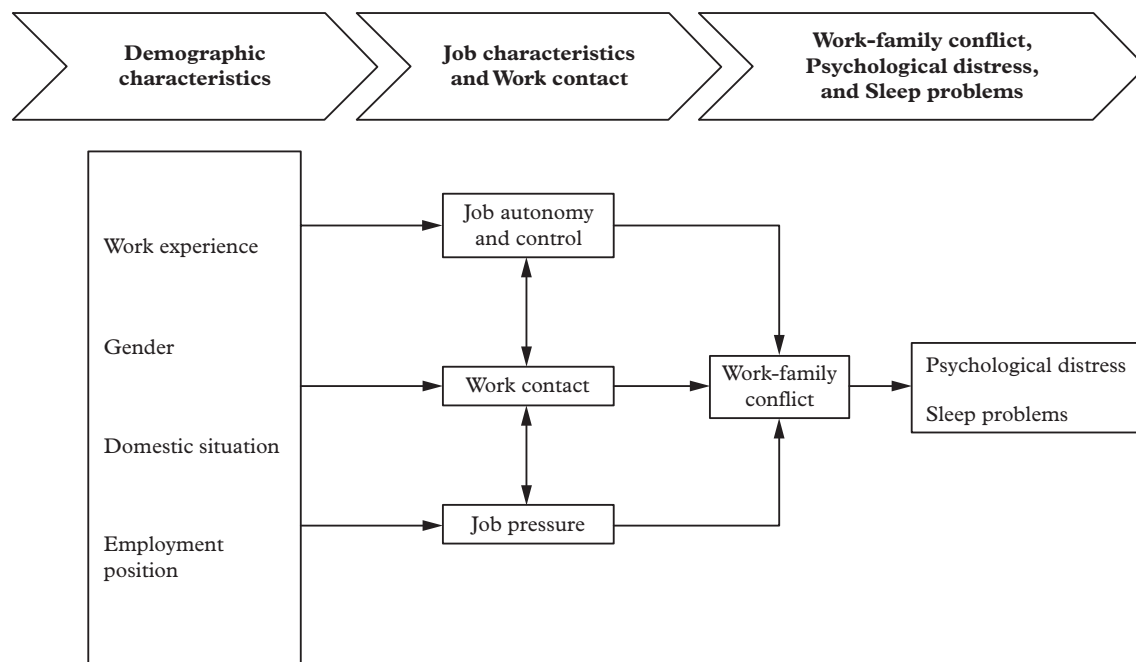 Demographic
characteristics
Job characteristics
and Work contact
Work-family conflict,
Psychological distress,
and Sleep problems
Work experience
Gender
Domestic situation
Employment
position
Job autonomy
and control
Work contact
Job pressure
Work-family
conflict
Psychological distress
Sleep problems